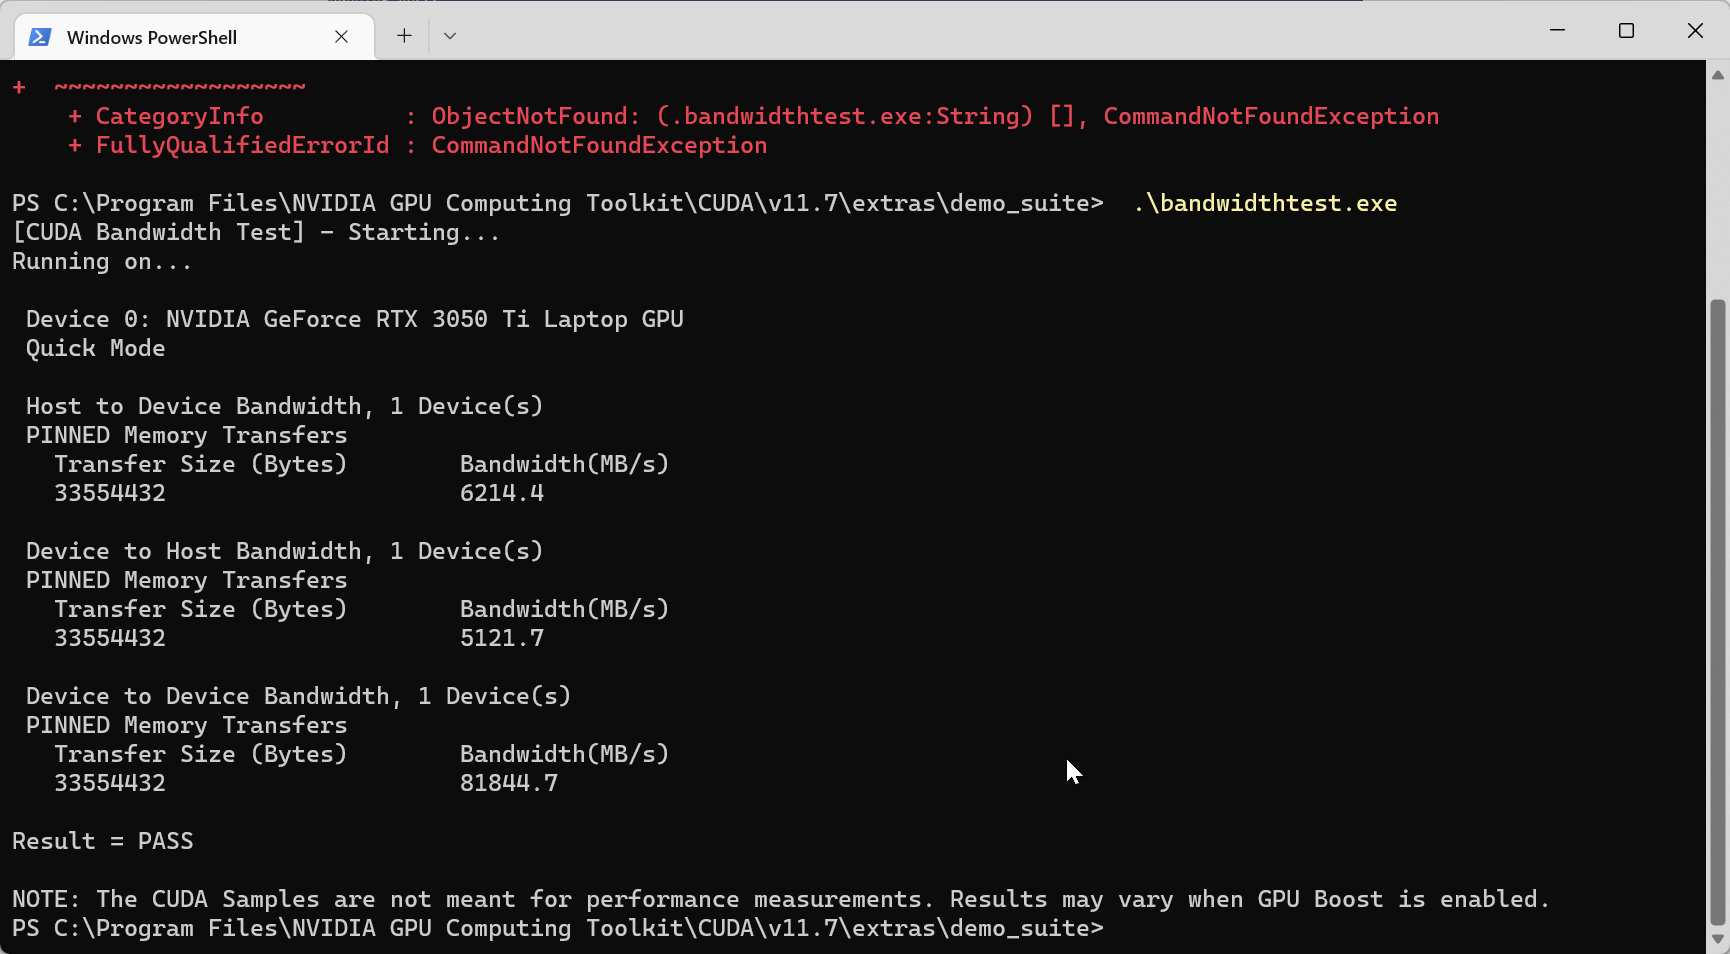 Windows PowerShell
+  ~~~~~~~~~~~~~~~~~~
    + CategoryInfo          : ObjectNotFound: (.bandwidthtest.exe:String) [], CommandNotFoundException
    + FullyQualifiedErrorId : CommandNotFoundException
PS C:\Program Files\NVIDIA GPU Computing Toolkit\CUDA\v11.7\extras\demo_suite>  .\bandwidthtest.exe
[CUDA Bandwidth Test] - Starting...
Running on...
 Device 0: NVIDIA GeForce RTX 3050 Ti Laptop GPU
 Quick Mode
 Host to Device Bandwidth, 1 Device(s)
 PINNED Memory Transfers
   Transfer Size (Bytes)        Bandwidth(MB/s)
   33554432                     6214.4
 Device to Host Bandwidth, 1 Device(s)
 PINNED Memory Transfers
   Transfer Size (Bytes)        Bandwidth(MB/s)
   33554432                     5121.7
 Device to Device Bandwidth, 1 Device(s)
 PINNED Memory Transfers
   Transfer Size (Bytes)        Bandwidth(MB/s)
   33554432                     81844.7
Result = PASS
NOTE: The CUDA Samples are not meant for performance measurements. Results may vary when GPU Boost is enabled.
PS C:\Program Files\NVIDIA GPU Computing Toolkit\CUDA\v11.7\extras\demo_suite>